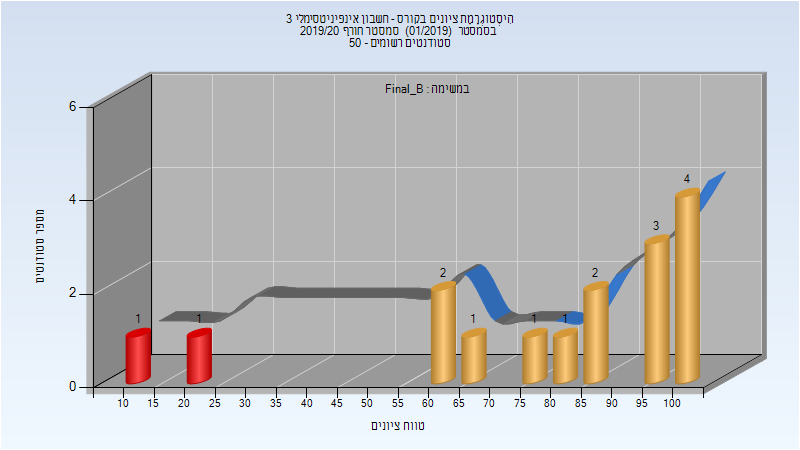 היסטוגרמת ציונים בקורס - חשבון אינפיניטסימלי 3
בסמסטר (01/2019) סמסטר חורף 2019/20
סטודנטים רשומים - 50
במשימה : Final_B
מספר סטודנטים
6
4
2
0
1
1
2
1
1
1
2
3
4
10 15 20 25 30 35 40 45 50 55 60 65 70 75 80 85 90 95 100
טווח ציונים